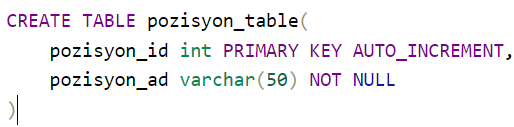 CREATE TABLE pozisyon_table(
    pozisyon_id int PRIMARY KEY AUTO_INCREMENT,
    pozisyon_ad varchar(50) NOT NULL
)